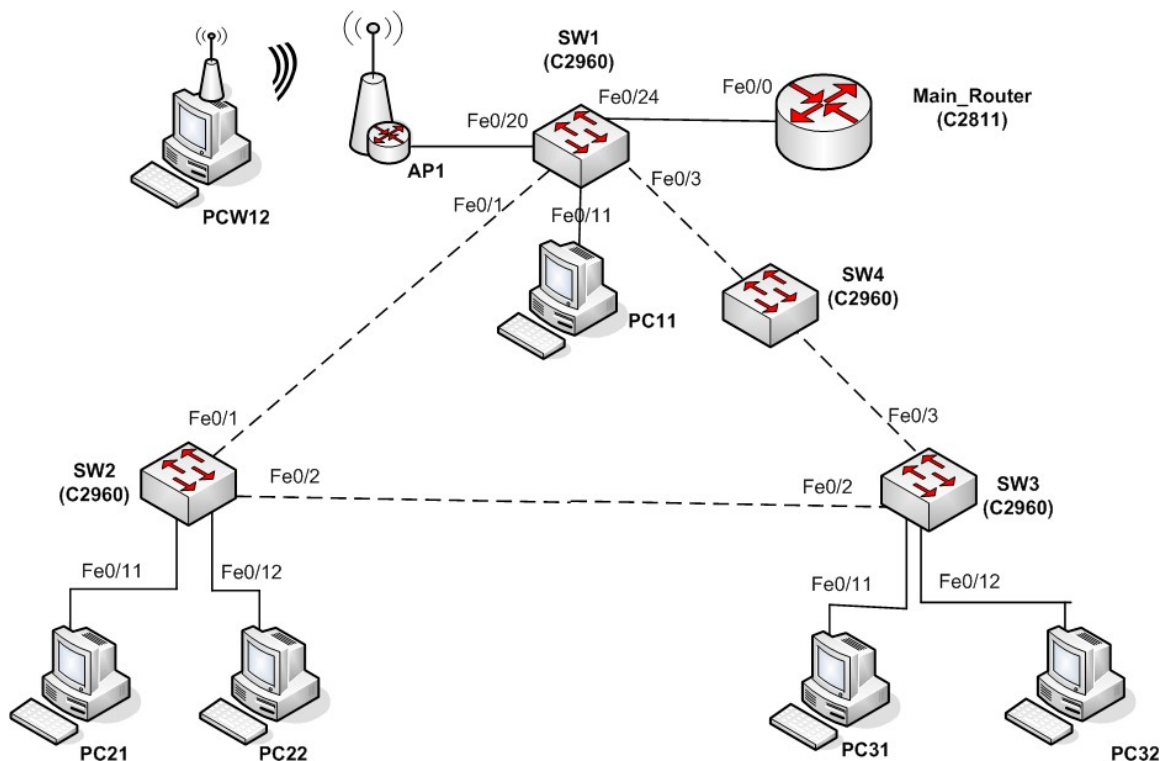 SW1
(C2960)
Fe0/24
Fe0/0
Main_Router
(C2811)
Fe0/20
AP1
Fe0/3
PCW12
Fe0/1
Fe0/11
SW4
(C2960)
PC11
Fe0/1
Fe0/3
SW2
(C2960)
Fe0/2
Fe0/2
SW3
(C2960)
Fe0/11
Fe0/12
Fe0/11
Fe0/12
PC21
PC22
PC31
PC32